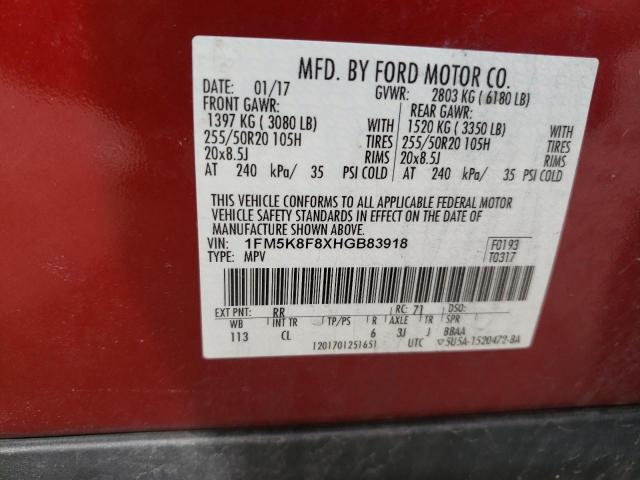 MFD. BY FORD MOTOR CO.
DATE: 01/17 GVWR: 2803 KG ( 6180 LB)
FRONT GAWR: REAR GAWR:
1397 KG ( 3080 LB) WITH 1520 KG ( 3350 LB) WITH
255/50R20 105H TIRES 255/50R20 105H TIRES
20x8.5J RIMS 20x8.5J RIMS
AT 240 kPa/ 35 PSI COLD AT 240 kPa/ 35 PSI COLD
THIS VEHICLE CONFORMS TO ALL APPLICABLE FEDERAL MOTOR
VEHICLE SAFETY STANDARDS IN EFFECT ON THE DATE OF
MANUFACTURE SHOWN ABOVE.
VIN: 1FM5K8F8XHGB83918 F0193
TYPE: MPV T0317
EXT PNT: RR RC: 71 DSO:
WB INT TR TP/PS R AXLE TR SPR
113 CL 6 3J J BBAA
1201701251651 UTC ▽5U5A-1520472-BA